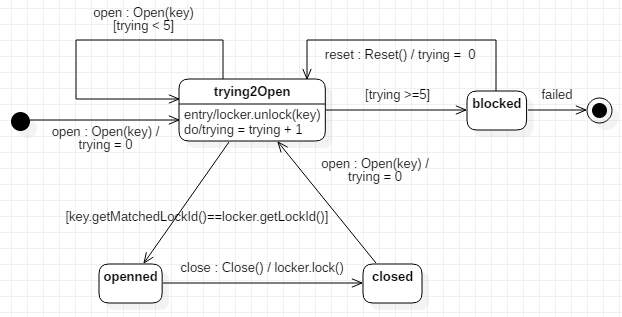 open : Open(key)
[trying < 5]
reset : Reset() / trying =  0
trying2Open
entry/locker.unlock(key)
do/trying = trying + 1
[trying >=5]
blocked
failed
open : Open(key) /
trying = 0
open : Open(key) /
trying = 0
[key.getMatchedLockId()==locker.getLockId()]
openned
close : Close() / locker.lock()
closed